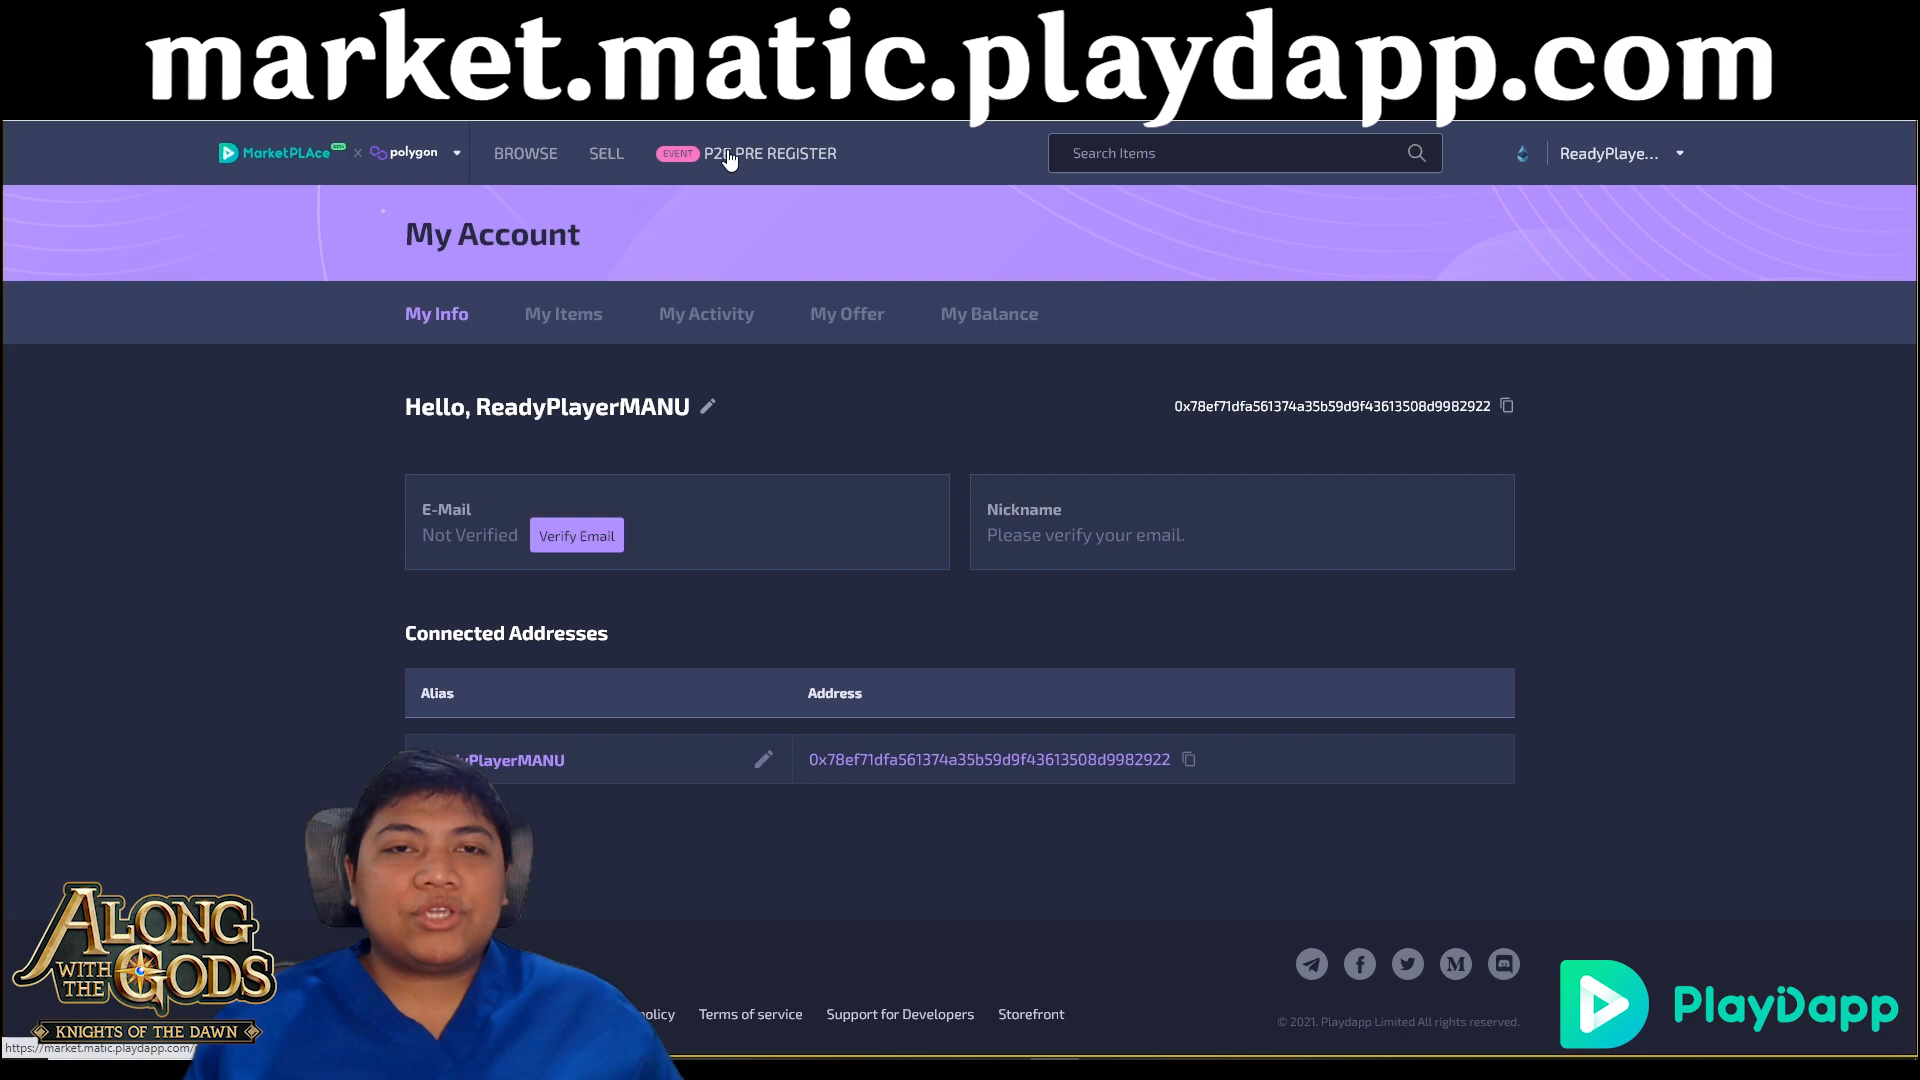 market.matic.playdapp.com
MarketPLAce BETA × polygon BROWSE SELL EVENT PRE REGISTER Search Items ReadyPlaye...
My Account
My Info My Items My Activity My Offer My Balance
Hello, ReadyPlayerMANU 0x78ef71dfa561374a35b59d9f43613508d9982922
E-Mail
Not Verified Verify Email
Nickname
Please verify your email.
Connected Addresses
Alias Address
yPlayerMANU 0x78ef71dfa561374a35b59d9f43613508d9982922
ALONG
WITH THE GODS
KNIGHTS OF THE DAWN
https://market.matic.playdapp.com/
olicy Terms of service Support for Developers Storefront
© 2021. Playdapp Limited All rights reserved.
PlayDapp